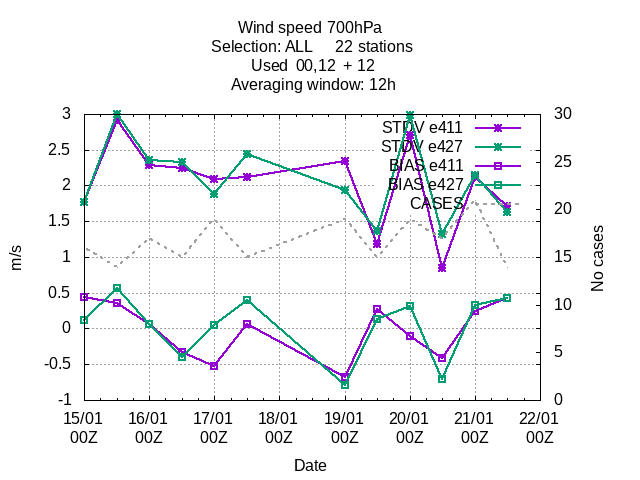 Wind speed 700hPa
Selection: ALL 22 stations
Used 00,12 + 12
Averaging window: 12h
3
2.5
2
1.5
1
0.5
0
-0.5
-1
30
25
20
15
10
5
0
m/s
No cases
STDV e411
STDV e427
BIAS e411
BIAS e427
CASES
15/01 16/01 17/01 18/01 19/01 20/01 21/01 22/01
00Z 00Z 00Z 00Z 00Z 00Z 00Z 00Z
Date